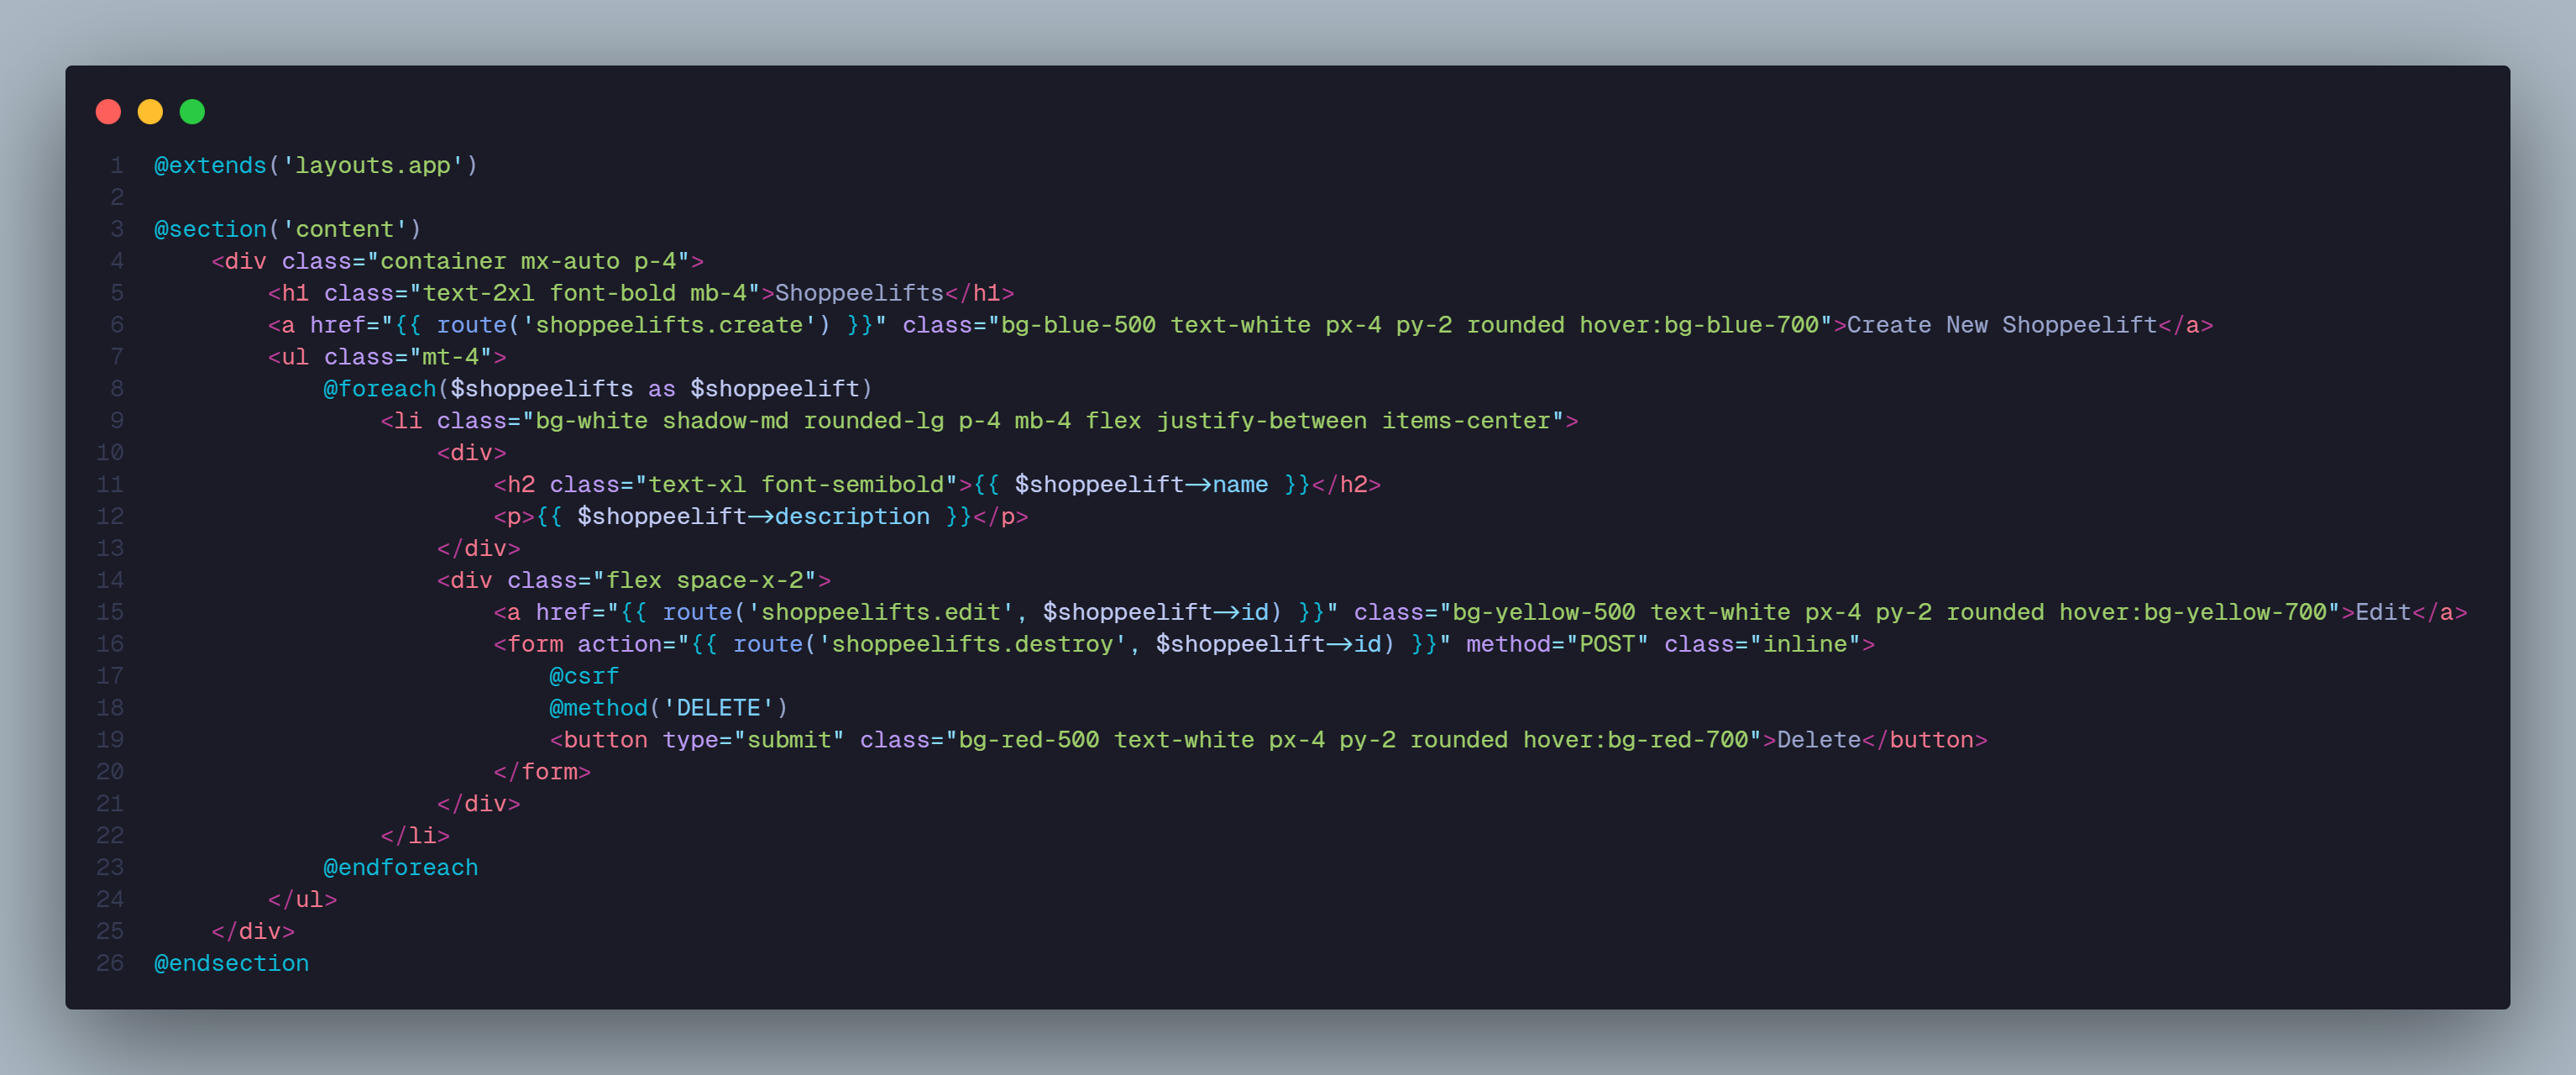 1 @extends('layouts.app')
2
3 @section('content')
4     <div class="container mx-auto p-4">
5         <h1 class="text-2xl font-bold mb-4">Shoppeelifts</h1>
6         <a href="{{ route('shoppeelifts.create') }}" class="bg-blue-500 text-white px-4 py-2 rounded hover:bg-blue-700">Create New Shoppeelift</a>
7         <ul class="mt-4">
8             @foreach($shoppeelifts as $shoppeelift)
9                 <li class="bg-white shadow-md rounded-lg p-4 mb-4 flex justify-between items-center">
10                     <div>
11                         <h2 class="text-xl font-semibold">{{ $shoppeelift->name }}</h2>
12                         <p>{{ $shoppeelift->description }}</p>
13                     </div>
14                     <div class="flex space-x-2">
15                         <a href="{{ route('shoppeelifts.edit', $shoppeelift->id) }}" class="bg-yellow-500 text-white px-4 py-2 rounded hover:bg-yellow-700">Edit</a>
16                         <form action="{{ route('shoppeelifts.destroy', $shoppeelift->id) }}" method="POST" class="inline">
17                             @csrf
18                             @method('DELETE')
19                             <button type="submit" class="bg-red-500 text-white px-4 py-2 rounded hover:bg-red-700">Delete</button>
20                         </form>
21                     </div>
22                 </li>
23             @endforeach
24         </ul>
25     </div>
26 @endsection